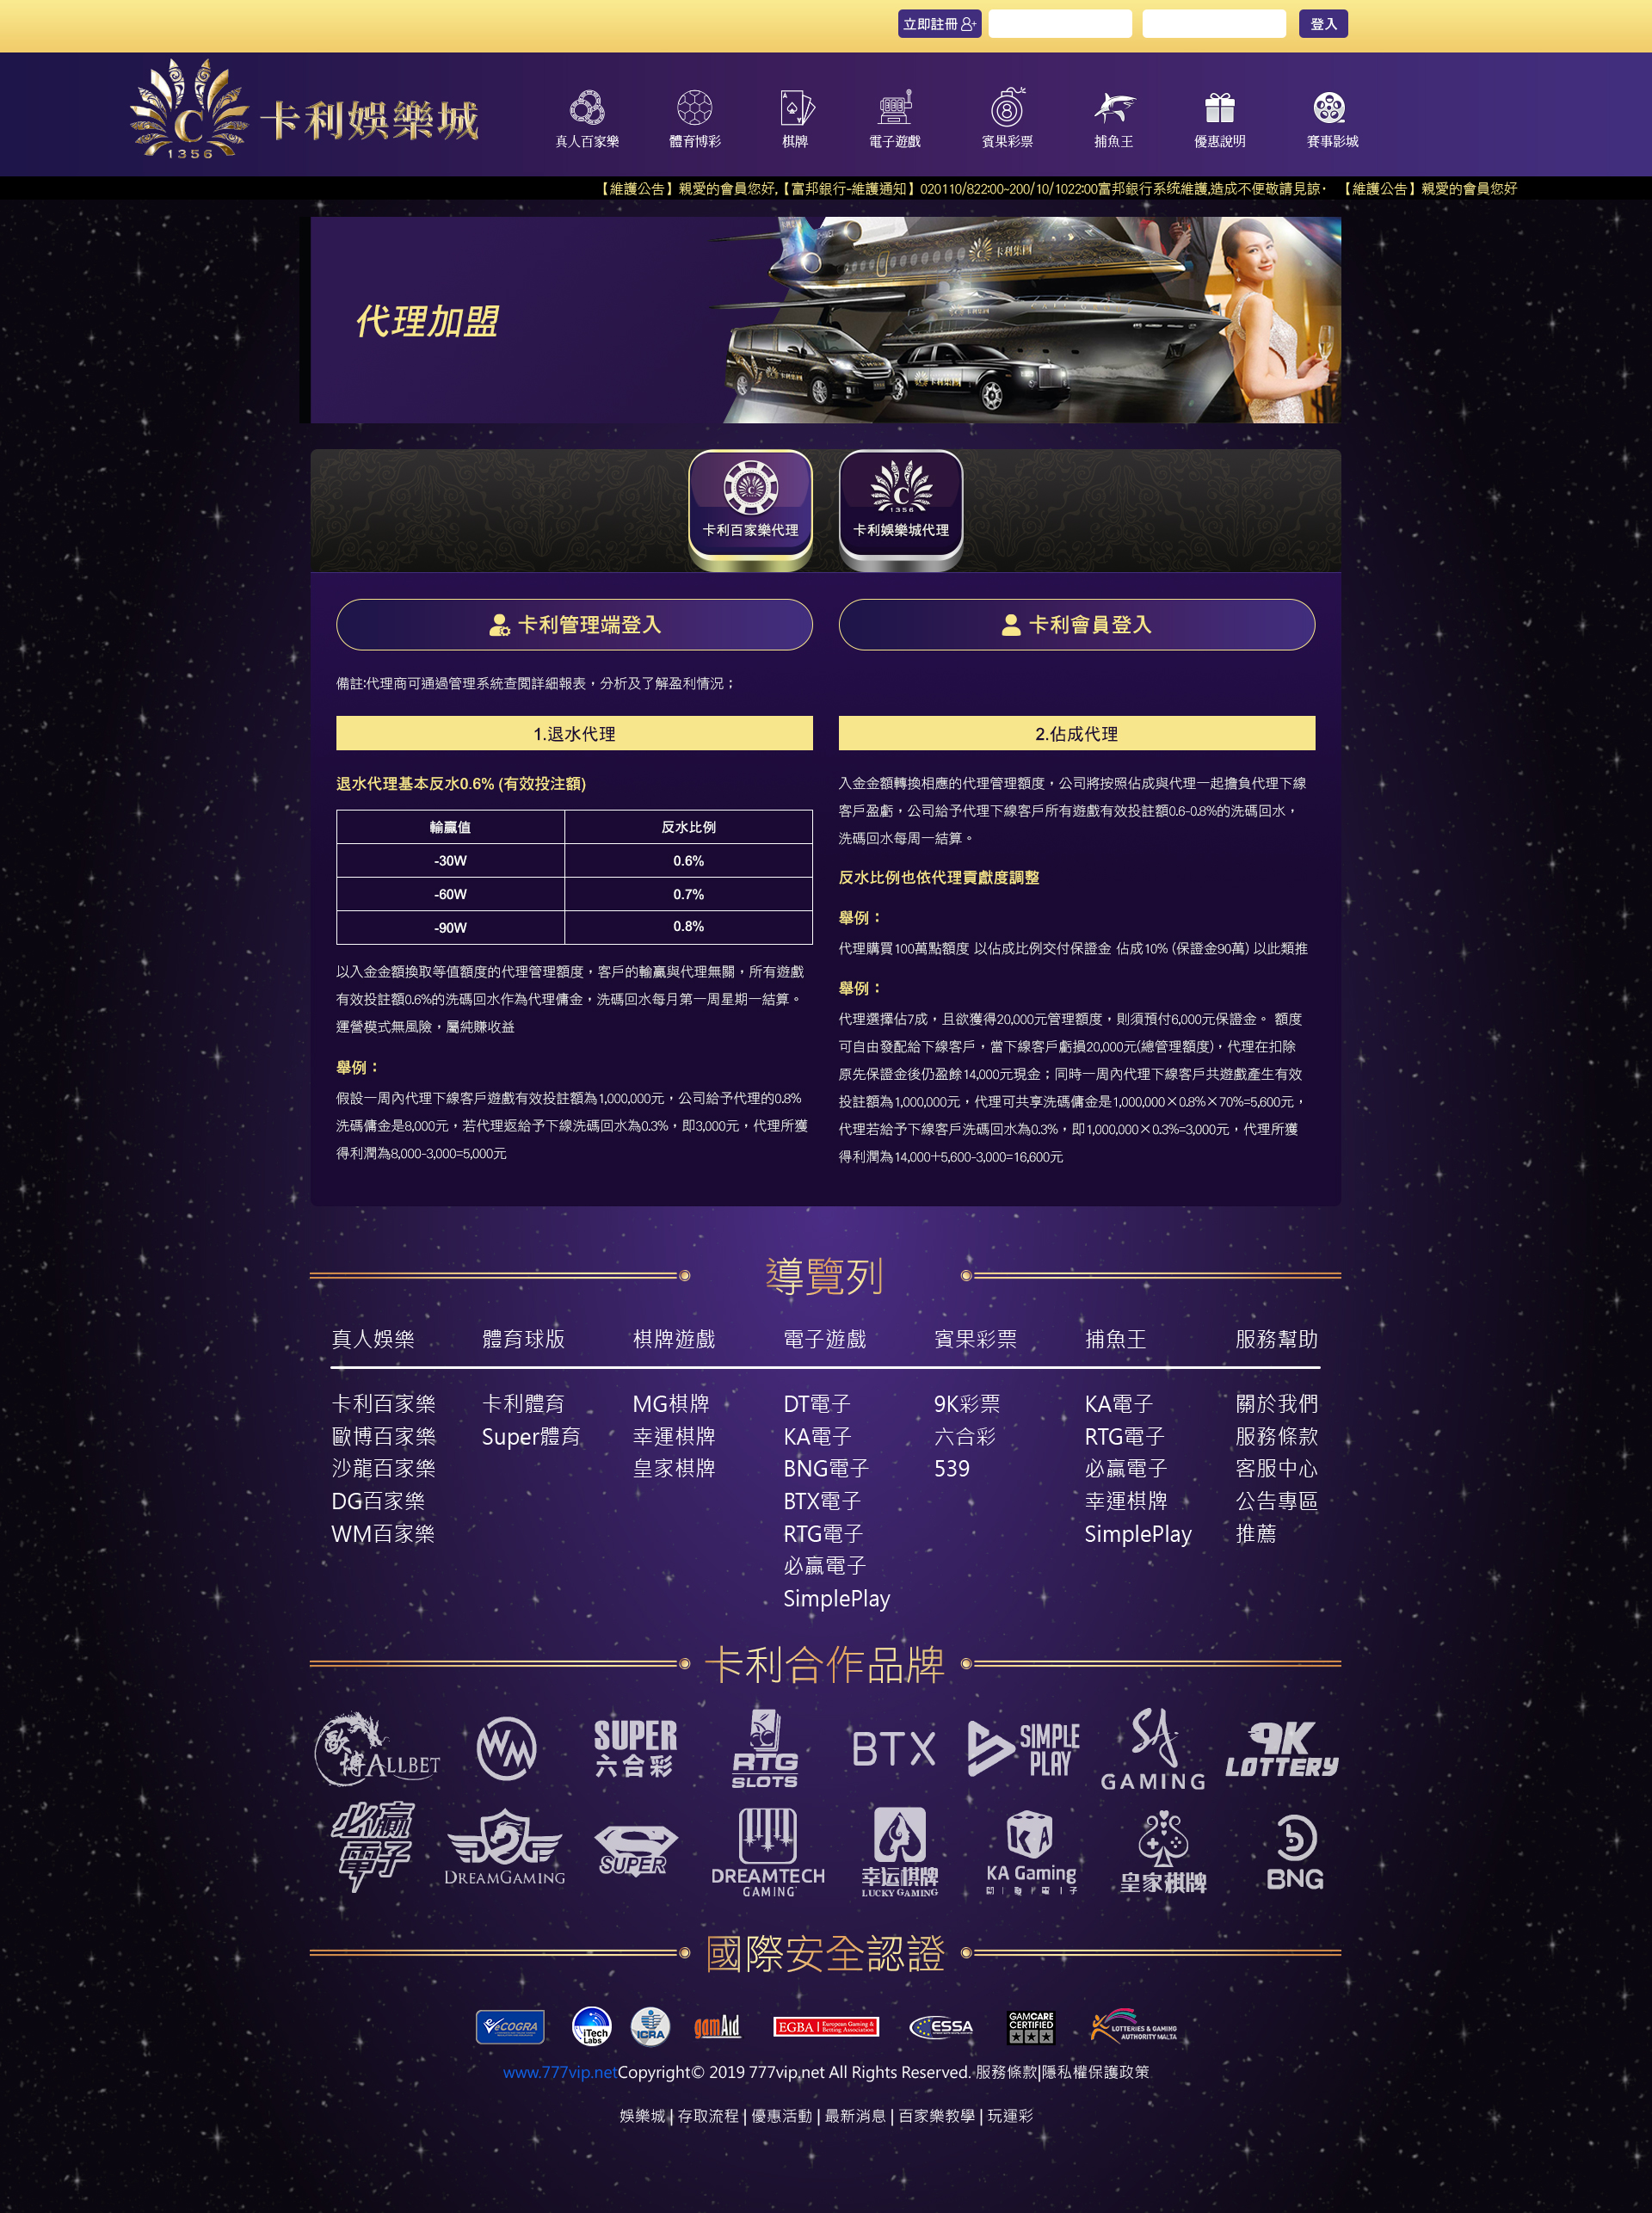 立即註冊
登入
C
1356
卡利娛樂城
真人百家樂
體育博彩
棋牌
電子遊戲
賓果彩票
捕魚王
優惠說明
賽事影城
【維護公告】親愛的會員您好,【富邦銀行-維護通知】020110/822:00~200/10/1022:00富邦銀行系統維護,造成不便敬請見諒· 【維護公告】親愛的會員您好
代理加盟
卡利集團
卡利百家樂代理
卡利娛樂城代理
卡利管理端登入
卡利會員登入
備註:代理商可通過管理系統查閱詳細報表，分析及了解盈利情況；
1.退水代理
退水代理基本反水0.6% (有效投注額)
輸贏值 反水比例
-30W 0.6%
-60W 0.7%
-90W 0.8%
以入金金額換取等值額度的代理管理額度，客戶的輸贏與代理無關，所有遊戲
有效投註額0.6%的洗碼回水作為代理傭金，洗碼回水每月第一周星期一結算。
運營模式無風險，屬純賺收益
舉例：
假設一周內代理下線客戶遊戲有效投註額為1,000,000元，公司給予代理的0.8%
洗碼傭金是8,000元，若代理返給予下線洗碼回水為0.3%，即3,000元，代理所獲
得利潤為8,000-3,000=5,000元
2.佔成代理
入金金額轉換相應的代理管理額度，公司將按照佔成與代理一起擔負代理下線
客戶盈虧，公司給予代理下線客戶所有遊戲有效投註額0.6-0.8%的洗碼回水，
洗碼回水每周一結算。
反水比例也依代理貢獻度調整
舉例：
代理購買100萬點額度 以佔成比例交付保證金 佔成10% (保證金90萬) 以此類推
舉例：
代理選擇佔7成，且欲獲得20,000元管理額度，則須預付6,000元保證金。 額度
可自由發配給下線客戶，當下線客戶虧損20,000元(總管理額度)，代理在扣除
原先保證金後仍盈餘14,000元現金；同時一周內代理下線客戶共遊戲產生有效
投註額為1,000,000元，代理可共享洗碼傭金是1,000,000×0.8%×70%=5,600元，
代理若給予下線客戶洗碼回水為0.3%，即1,000,000×0.3%=3,000元，代理所獲
得利潤為14,000+5,600-3,000=16,600元
導覽列
真人娛樂 體育球版 棋牌遊戲 電子遊戲 賓果彩票 捕魚王 服務幫助
卡利百家樂 卡利體育 MG棋牌 DT電子 9K彩票 KA電子 關於我們
歐博百家樂 Super體育 幸運棋牌 KA電子 六合彩 RTG電子 服務條款
沙龍百家樂 皇家棋牌 BNG電子 539 必贏電子 客服中心
DG百家樂 BTX電子 幸運棋牌 公告專區
WM百家樂 RTG電子 SimplePlay 推薦
必贏電子
SimplePlay
卡利合作品牌
歐博 ALLBET
WM
SUPER
六合彩
RTG
SLOTS
BTX
SIMPLE
PLAY
SA
GAMING
9K
LOTTERY
必贏
電子
DREAMGAMING
SUPER
DREAMTECH
GAMING
幸运棋牌
LUCKY GAMING
KA
KA Gaming
皇家棋牌
BNG
國際安全認證
eCOGRA
iTech
Labs
ICRA
gamAid
EGBA European Gaming &
Betting Association
ESSA
GAMCARE
CERTIFIED
LOTTERIES & GAMING
AUTHORITY MALTA
www.777vip.netCopyright© 2019 777vip.net All Rights Reserved. 服務條款|隱私權保護政策
娛樂城 | 存取流程 | 優惠活動 | 最新消息 | 百家樂教學 | 玩運彩